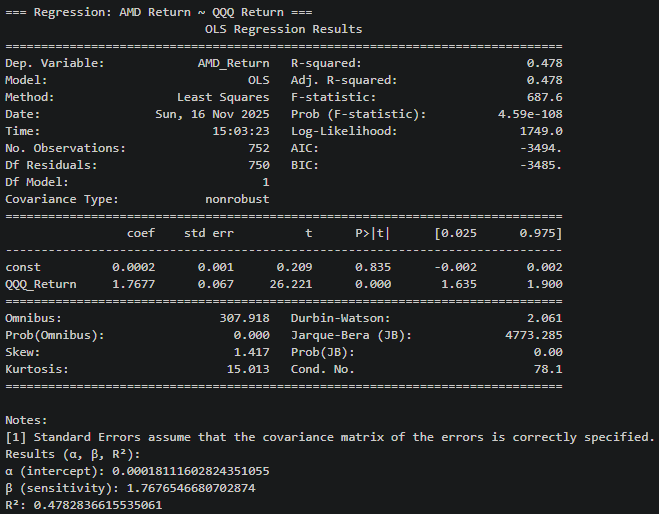 === Regression: AMD Return ~ QQQ Return ===
                            OLS Regression Results
==============================================================================
Dep. Variable:             AMD_Return   R-squared:                       0.478
Model:                            OLS   Adj. R-squared:                  0.478
Method:                 Least Squares   F-statistic:                     687.6
Date:                Sun, 16 Nov 2025   Prob (F-statistic):          4.59e-108
Time:                        15:03:23   Log-Likelihood:                 1749.0
No. Observations:                 752   AIC:                            -3494.
Df Residuals:                     750   BIC:                            -3485.
Df Model:                           1
Covariance Type:            nonrobust
==============================================================================
                 coef    std err          t      P>|t|      [0.025      0.975]
------------------------------------------------------------------------------
const          0.0002      0.001      0.209      0.835      -0.002       0.002
QQQ_Return     1.7677      0.067     26.221      0.000       1.635       1.900
==============================================================================
Omnibus:                      307.918   Durbin-Watson:                   2.061
Prob(Omnibus):                  0.000   Jarque-Bera (JB):             4773.285
Skew:                           1.417   Prob(JB):                         0.00
Kurtosis:                      15.013   Cond. No.                         78.1
==============================================================================

Notes:
[1] Standard Errors assume that the covariance matrix of the errors is correctly specified.
Results (α, β, R²):
α (intercept): 0.00018111602824351055
β (sensitivity): 1.7676546680702874
R²: 0.4782836615535061